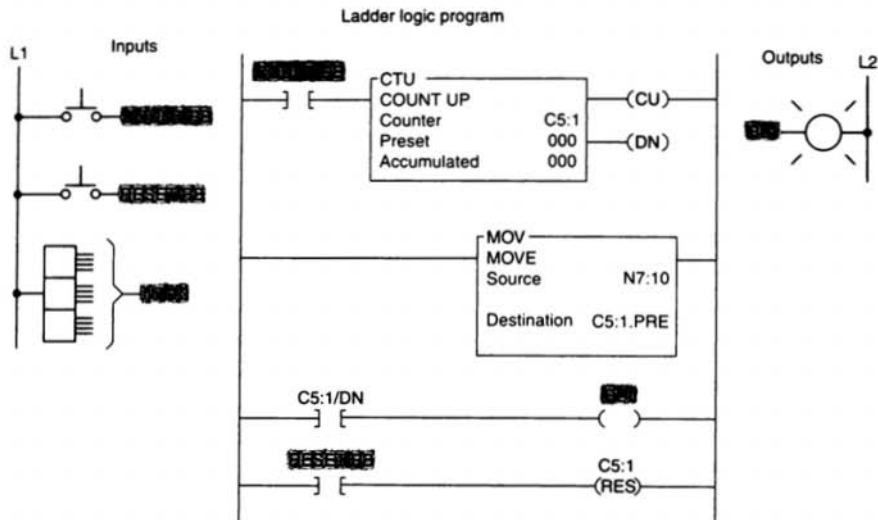 Ladder logic program
Inputs
L1
Outputs
L2
CTU
COUNT UP
Counter C5:1
Preset 000
Accumulated 000
(CU)
(DN)
MOV
MOVE
Source N7:10
Destination C5:1.PRE
C5:1/DN
C5:1
(RES)